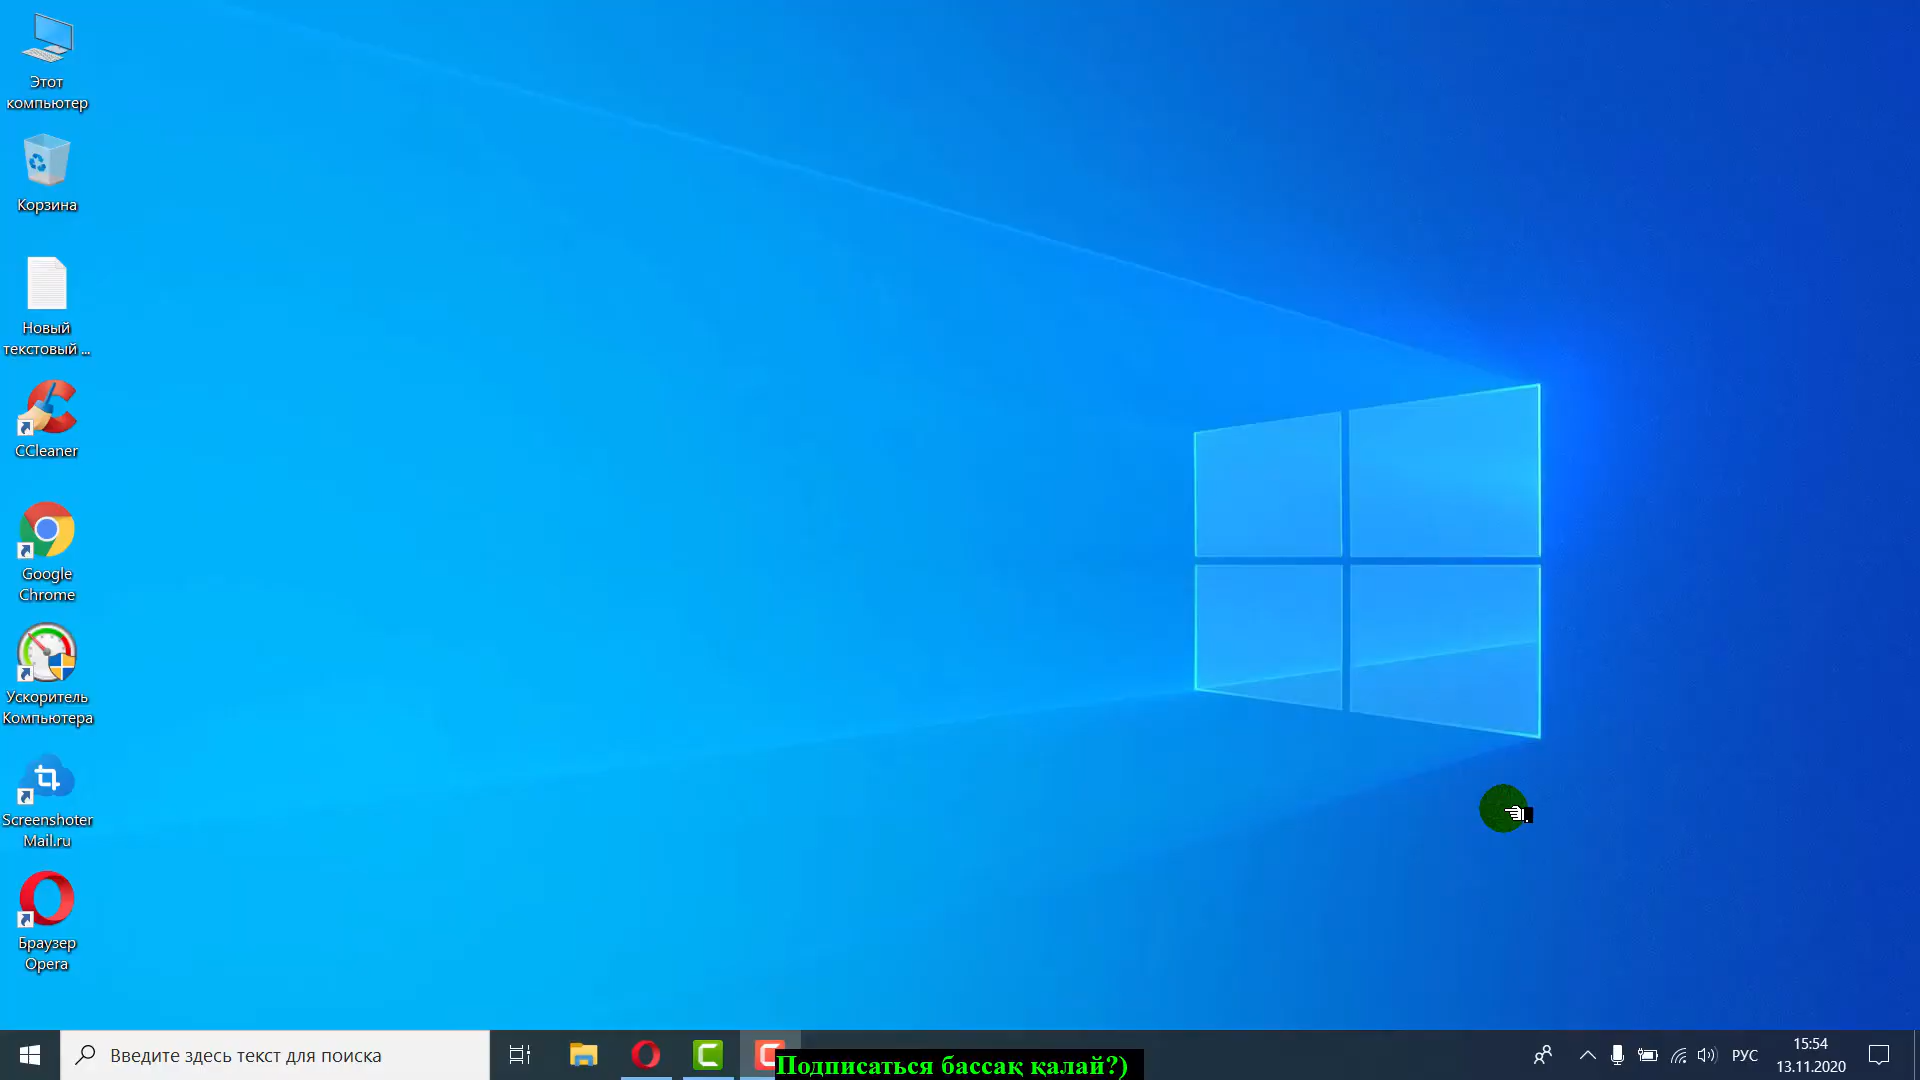 Этот
компьютер
Корзина
Новый
текстовый ...
CCleaner
Google
Chrome
Ускоритель
Компьютера
Screenshoter
Mail.ru
Браузер
Opera
Введите здесь текст для поиска
Подписаться бассақ қалай?)
РУС
15:54
13.11.2020